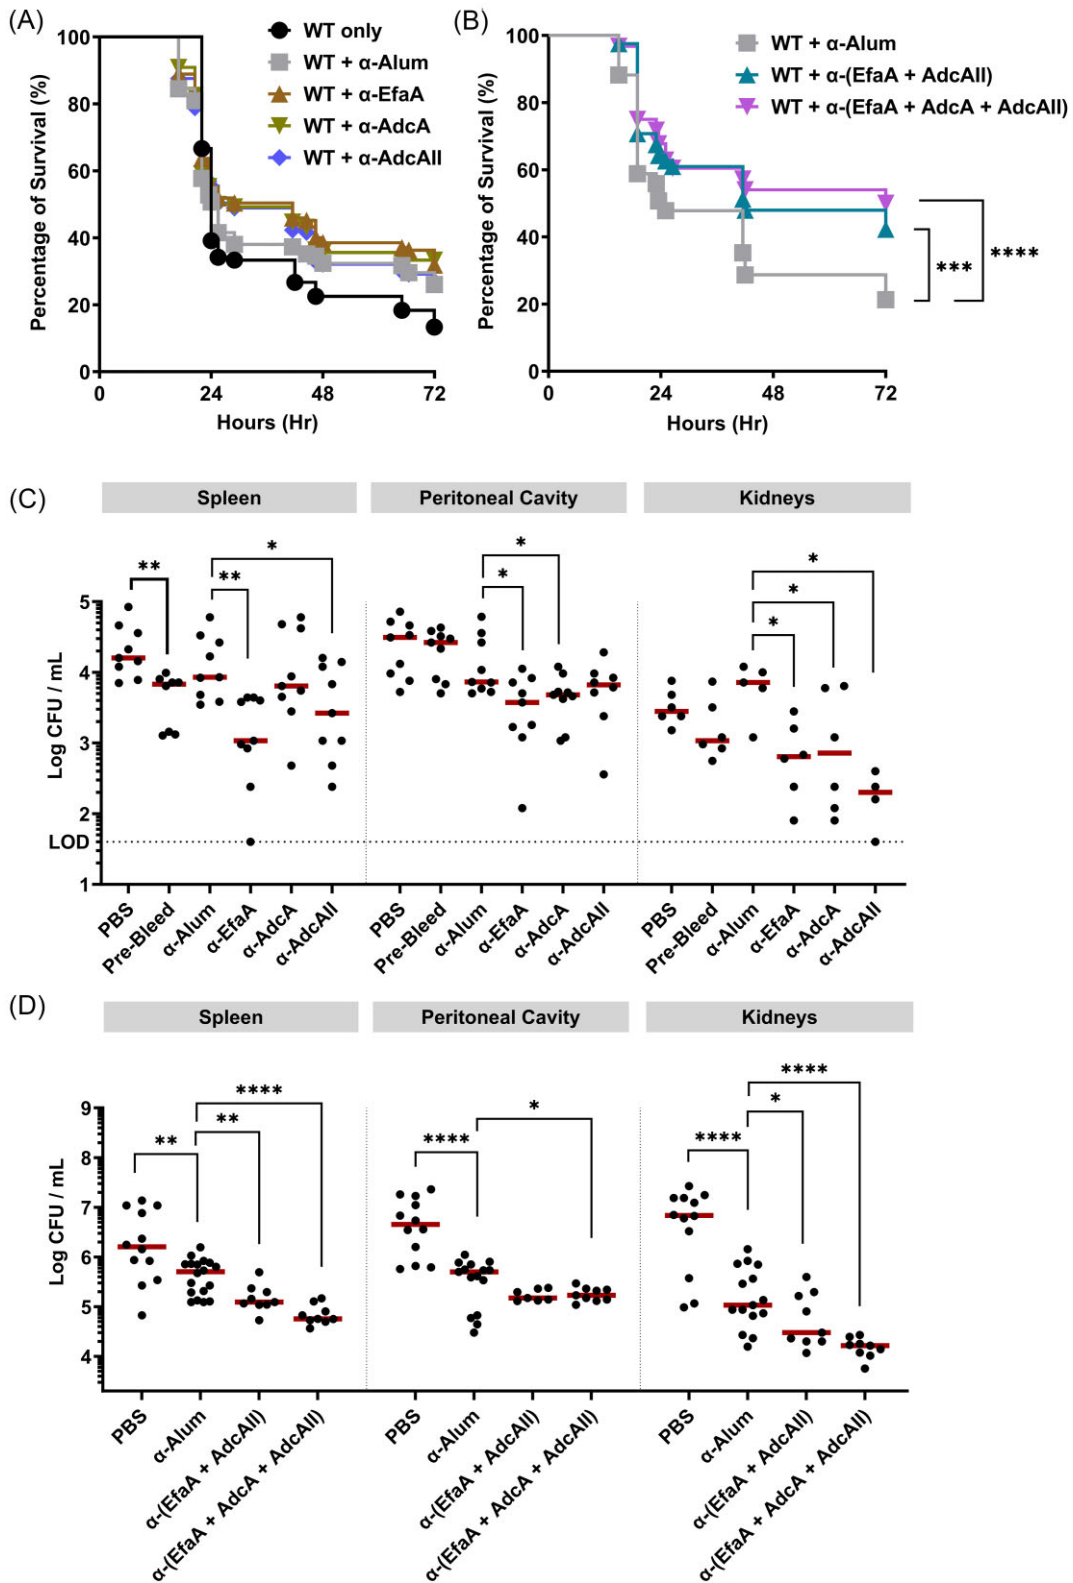 (A)
WT only
WT + α-Alum
WT + α-EfaA
WT + α-AdcA
WT + α-AdcAII
Percentage of Survival (%)
100
80
60
40
20
0
0 24 48 72
Hours (Hr)
(B)
WT + α-Alum
WT + α-(EfaA + AdcAII)
WT + α-(EfaA + AdcA + AdcAII)
Percentage of Survival (%)
100
80
60
40
20
0
0 24 48 72
Hours (Hr)
***
****
(C)
Spleen Peritoneal Cavity Kidneys
** ** *
* *
* * *
Log CFU / mL
5
4
3
2
LOD
1
PBS Pre-Bleed α-Alum α-EfaA α-AdcA α-AdcAII
PBS Pre-Bleed α-Alum α-EfaA α-AdcA α-AdcAII
PBS Pre-Bleed α-Alum α-EfaA α-AdcA α-AdcAII
(D)
Spleen Peritoneal Cavity Kidneys
** ** ****
**** *
**** * ****
Log CFU / mL
9
8
7
6
5
4
PBS α-Alum α-(EfaA + AdcAII) α-(EfaA + AdcA + AdcAII)
PBS α-Alum α-(EfaA + AdcAII) α-(EfaA + AdcA + AdcAII)
PBS α-Alum α-(EfaA + AdcAII) α-(EfaA + AdcA + AdcAII)